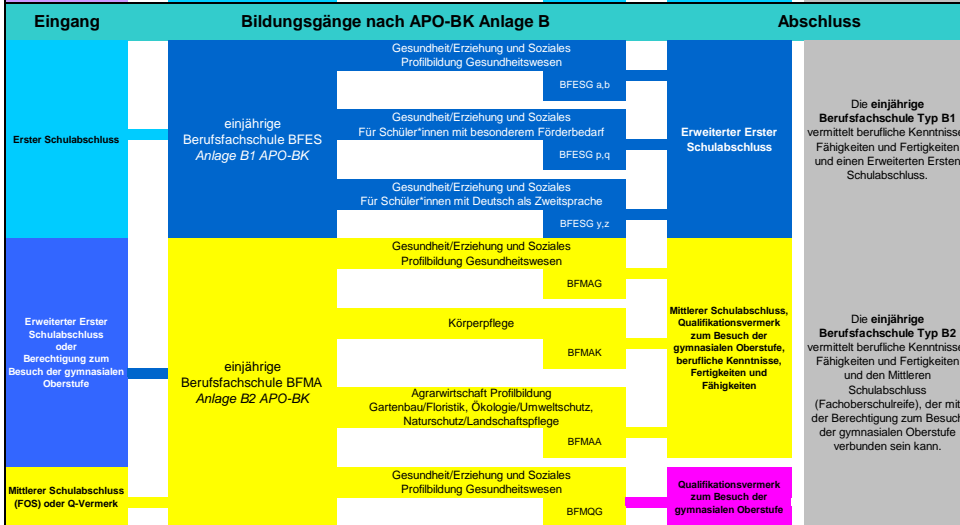 Eingang
Bildungsgänge nach APO-BK Anlage B
Abschluss
Erster Schulabschluss
einjährige
Berufsfachschule BFES
Anlage B1 APO-BK
Gesundheit/Erziehung und Soziales
Profilbildung Gesundheitswesen
BFESG a,b
Gesundheit/Erziehung und Soziales
Für Schüler*innen mit besonderem Förderbedarf
BFESG p,q
Gesundheit/Erziehung und Soziales
Für Schüler*innen mit Deutsch als Zweitsprache
BFESG y,z
Erweiterter Erster
Schulabschluss
Die einjährige
Berufsfachschule Typ B1
vermittelt berufliche Kenntnisse
Fähigkeiten und Fertigkeiten
und einen Erweiterten Ersten
Schulabschluss.
Erweiterter Erster
Schulabschluss
oder
Berechtigung zum
Besuch der gymnasialen
Oberstufe
einjährige
Berufsfachschule BFMA
Anlage B2 APO-BK
Gesundheit/Erziehung und Soziales
Profilbildung Gesundheitswesen
BFMAG
Körperpflege
BFMAK
Agrarwirtschaft Profilbildung
Gartenbau/Floristik, Ökologie/Umweltschutz,
Naturschutz/Landschaftspflege
BFMAA
Mittlerer Schulabschluss,
Qualifikationsvermerk
zum Besuch der
gymnasialen Oberstufe,
berufliche Kenntnisse,
Fertigkeiten und
Fähigkeiten
Die einjährige
Berufsfachschule Typ B2
vermittelt berufliche Kenntnisse
Fähigkeiten und Fertigkeiten
und den Mittleren
Schulabschluss
(Fachoberschulreife), der mit
der Berechtigung zum Besuch
der gymnasialen Oberstufe
verbunden sein kann.
Mittlerer Schulabschluss
(FOS) oder Q-Vermerk
Gesundheit/Erziehung und Soziales
Profilbildung Gesundheitswesen
BFMQG
Qualifikationsvermerk
zum Besuch der
gymnasialen Oberstufe